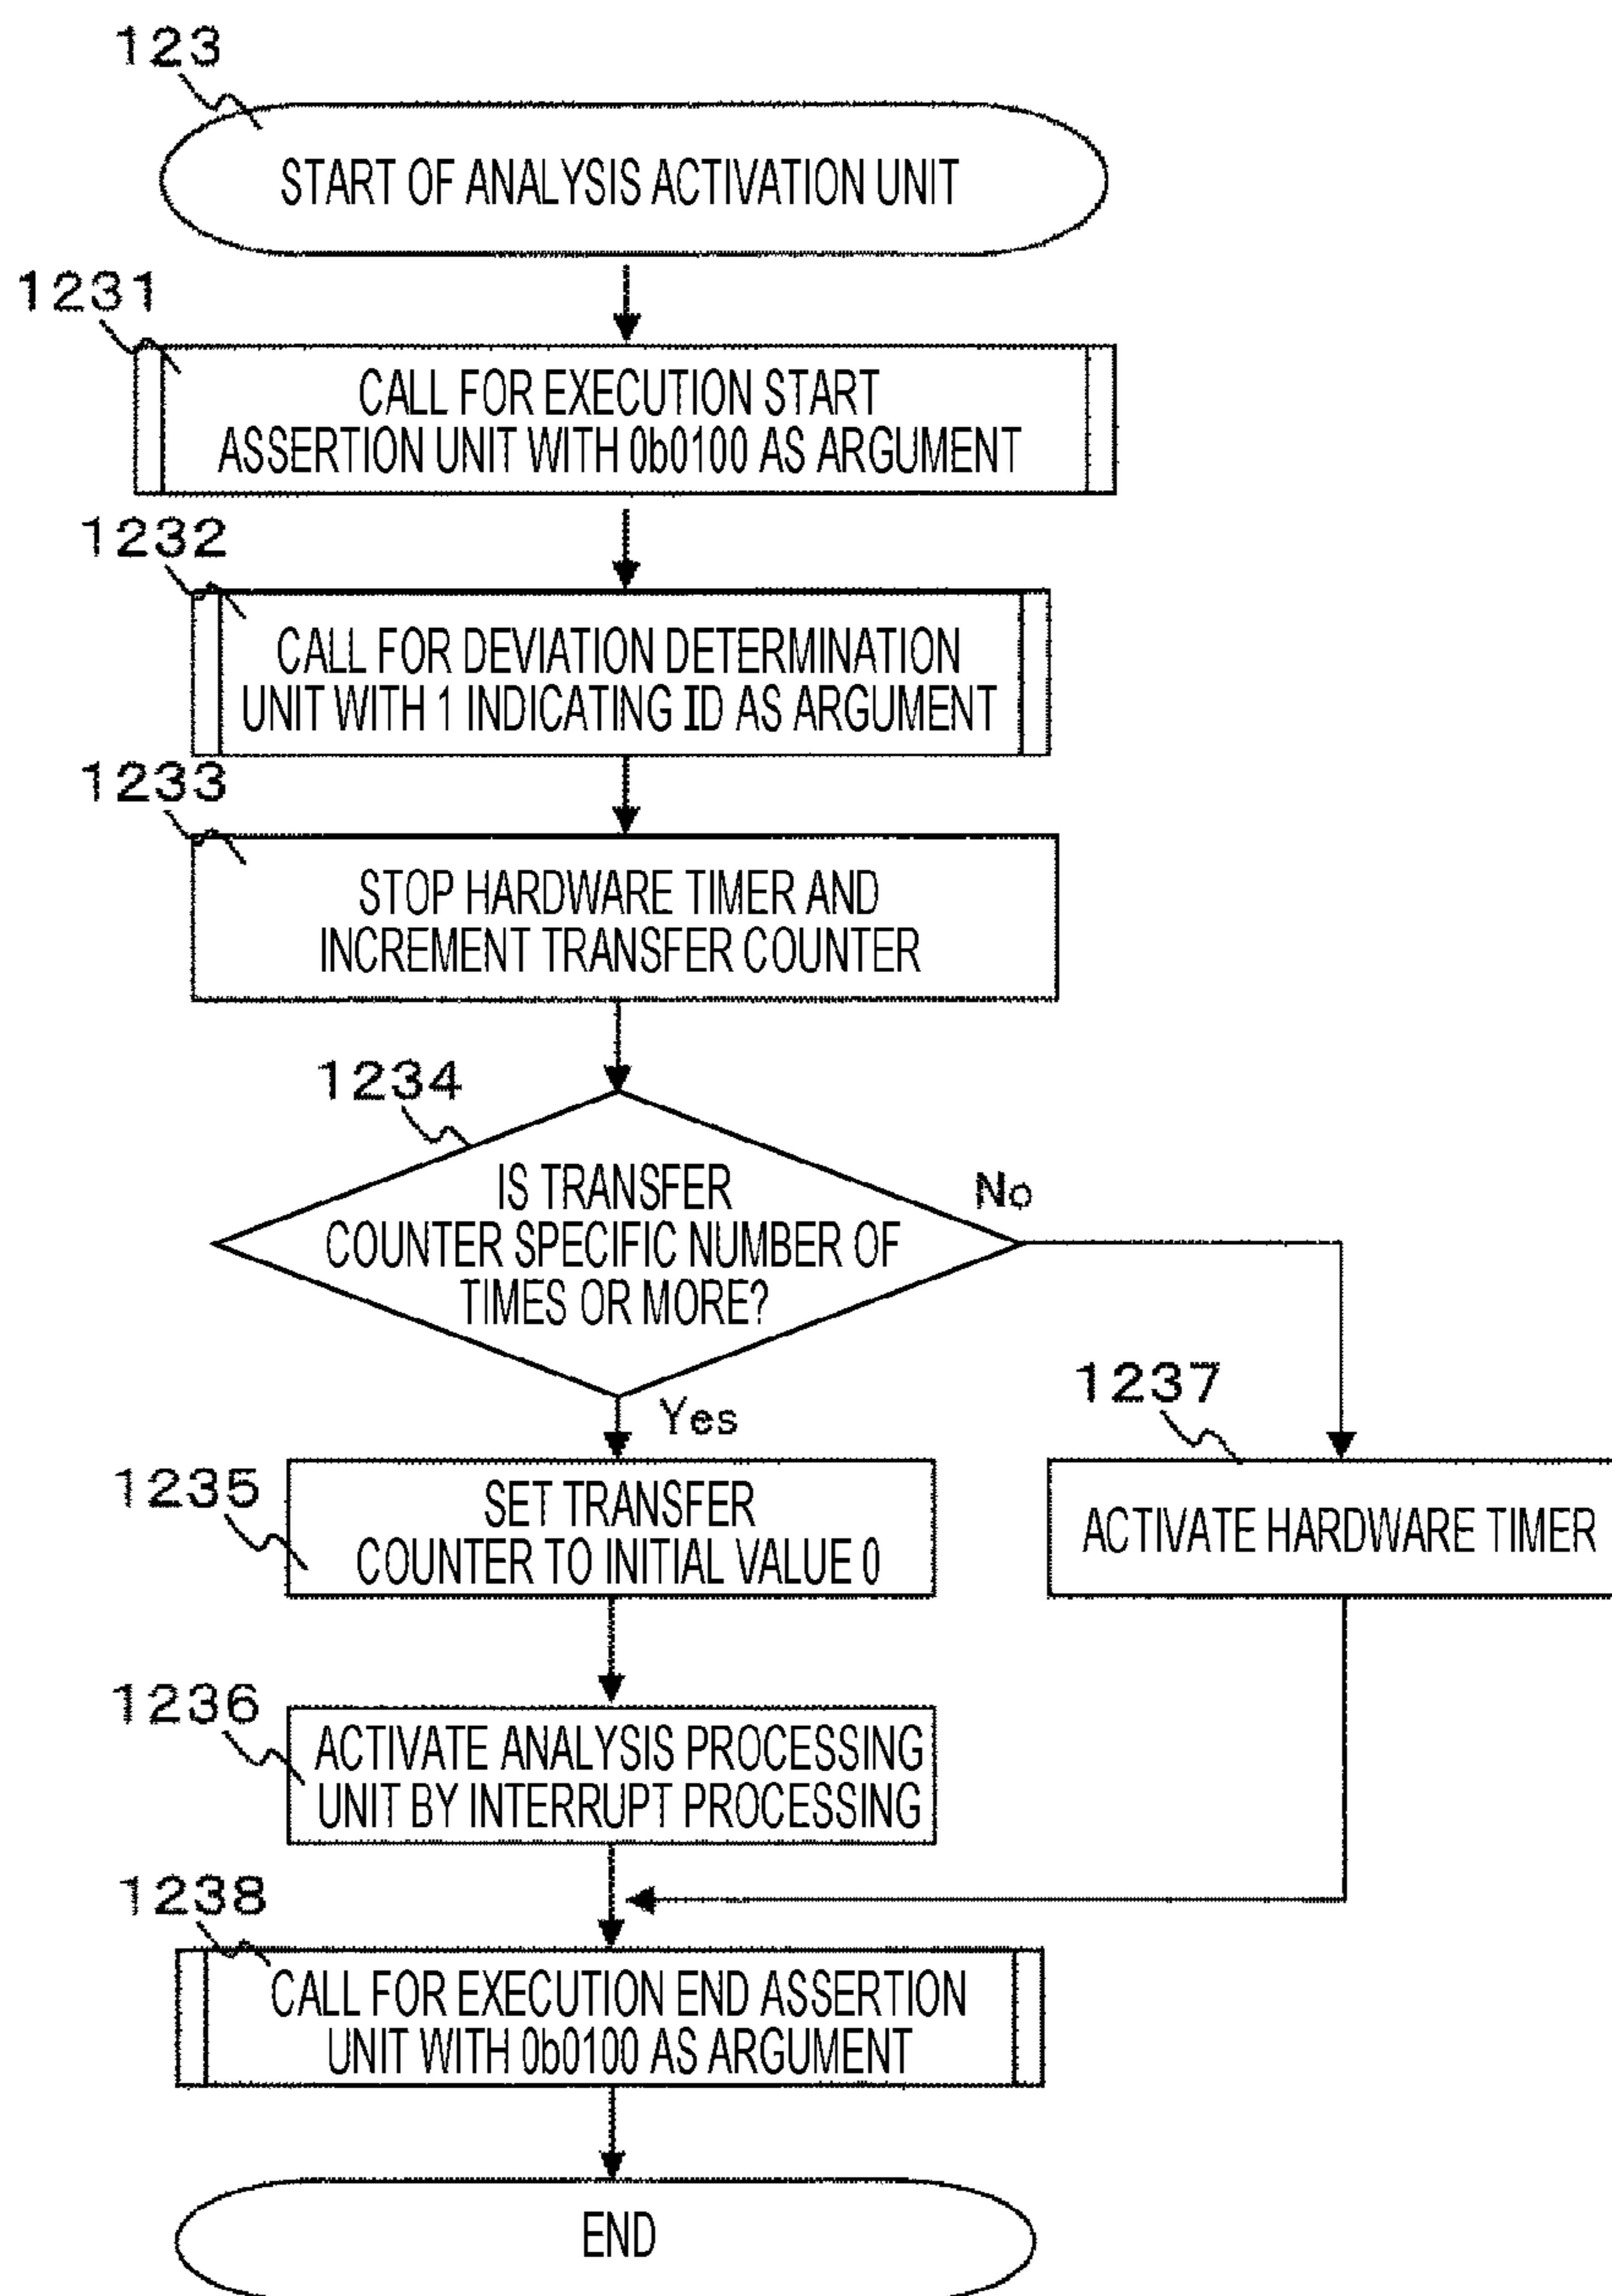 123
START OF ANALYSIS ACTIVATION UNIT
1231
CALL FOR EXECUTION START
ASSERTION UNIT WITH 0b0100 AS ARGUMENT
1232
CALL FOR DEVIATION DETERMINATION
UNIT WITH 1 INDICATING ID AS ARGUMENT
1233
STOP HARDWARE TIMER AND
INCREMENT TRANSFER COUNTER
1234
IS TRANSFER
COUNTER SPECIFIC NUMBER OF
TIMES OR MORE?
No
Yes
1235
SET TRANSFER
COUNTER TO INITIAL VALUE 0
1237
ACTIVATE HARDWARE TIMER
1236
ACTIVATE ANALYSIS PROCESSING
UNIT BY INTERRUPT PROCESSING
1238
CALL FOR EXECUTION END ASSERTION
UNIT WITH 0b0100 AS ARGUMENT
END